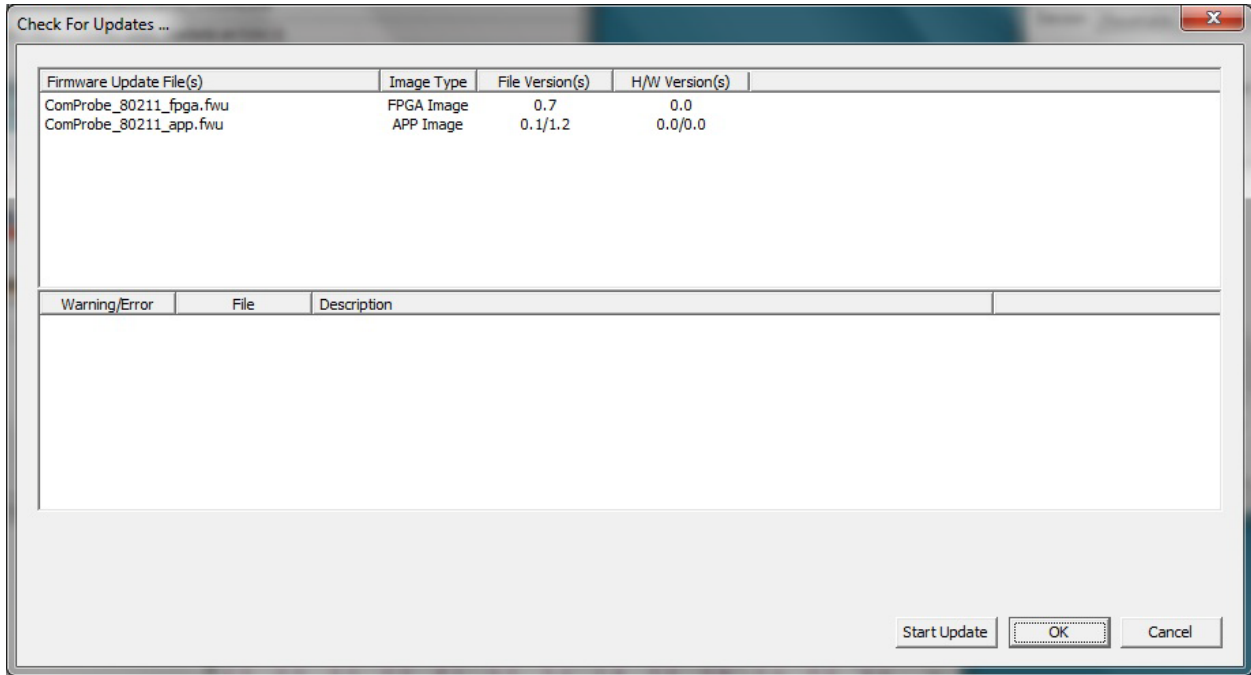 Check For Updates ...
Firmware Update File(s) Image Type File Version(s) H/W Version(s)
ComProbe_80211_fpga.fwu FPGA Image 0.7 0.0
ComProbe_80211_app.fwu APP Image 0.1/1.2 0.0/0.0
Warning/Error File Description
Start Update OK Cancel